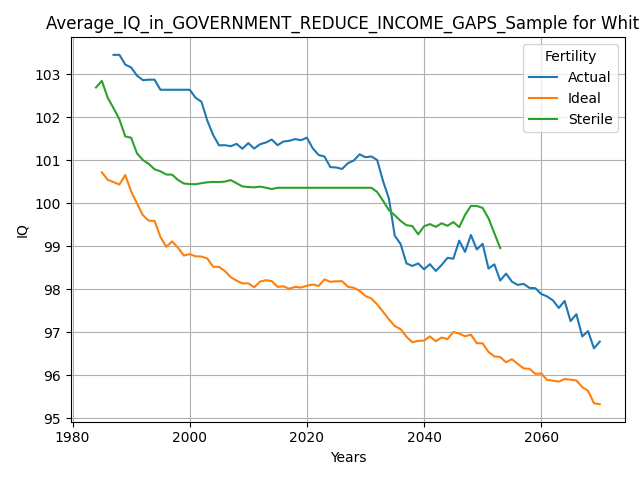 Average_IQ_in_GOVERNMENT_REDUCE_INCOME_GAPS_Sample for Whit
Fertility
Actual
Ideal
Sterile
103
102
101
100
99
98
97
96
95
IQ
1980
2000
2020
2040
2060
Years